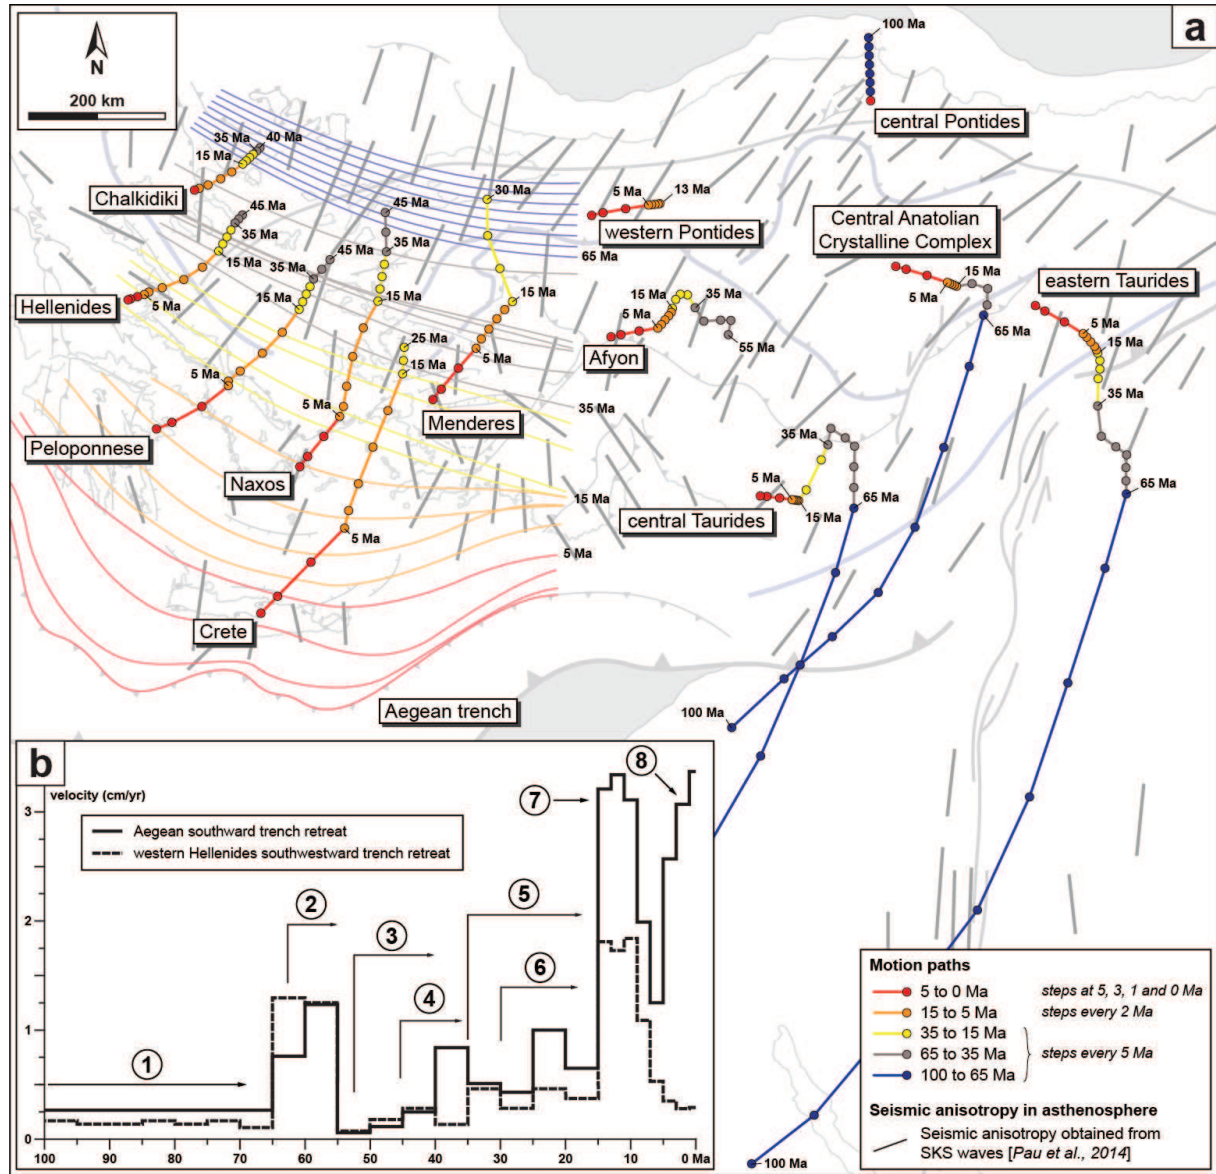 a
N
200 km
100 Ma
central Pontides
35 Ma
40 Ma
15 Ma
Chalkidiki
45 Ma
35 Ma
15 Ma
Hellenides
5 Ma
45 Ma
35 Ma
15 Ma
5 Ma
Peloponnese
45 Ma
35 Ma
15 Ma
5 Ma
Naxos
25 Ma
15 Ma
5 Ma
Crete
30 Ma
15 Ma
5 Ma
Menderes
5 Ma
13 Ma
western Pontides
65 Ma
35 Ma
15 Ma
5 Ma
15 Ma
35 Ma
5 Ma
55 Ma
Afyon
Central Anatolian
Crystalline Complex
15 Ma
5 Ma
65 Ma
eastern Taurides
5 Ma
15 Ma
35 Ma
65 Ma
35 Ma
5 Ma
65 Ma
15 Ma
central Taurides
100 Ma
Aegean trench
100 Ma
b
velocity (cm/yr)
Aegean southward trench retreat
western Hellenides southwestward trench retreat
3
2
1
0
1
2
3
4
5
6
7
8
100
90
80
70
60
50
40
30
20
10
0 Ma
Motion paths
5 to 0 Ma steps at 5, 3, 1 and 0 Ma
15 to 5 Ma steps every 2 Ma
35 to 15 Ma
65 to 35 Ma steps every 5 Ma
100 to 65 Ma
Seismic anisotropy in asthenosphere
Seismic anisotropy obtained from
SKS waves [Pau et al., 2014]